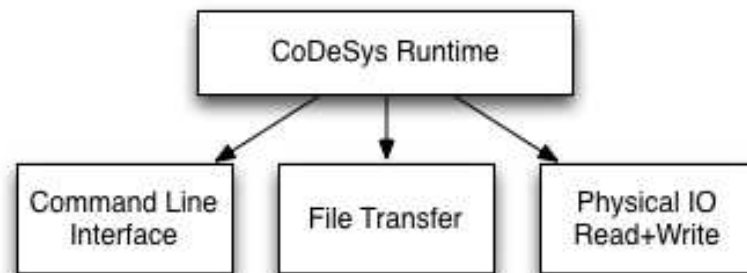 CoDeSys Runtime
Command Line
Interface
File Transfer
Physical IO
Read+Write